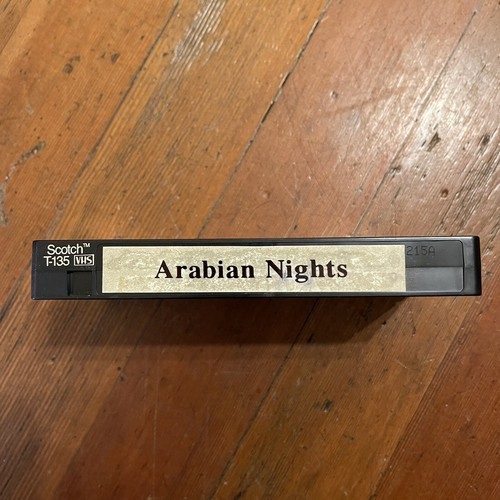 Scotch™
T-135 VHS
Arabian Nights
215A